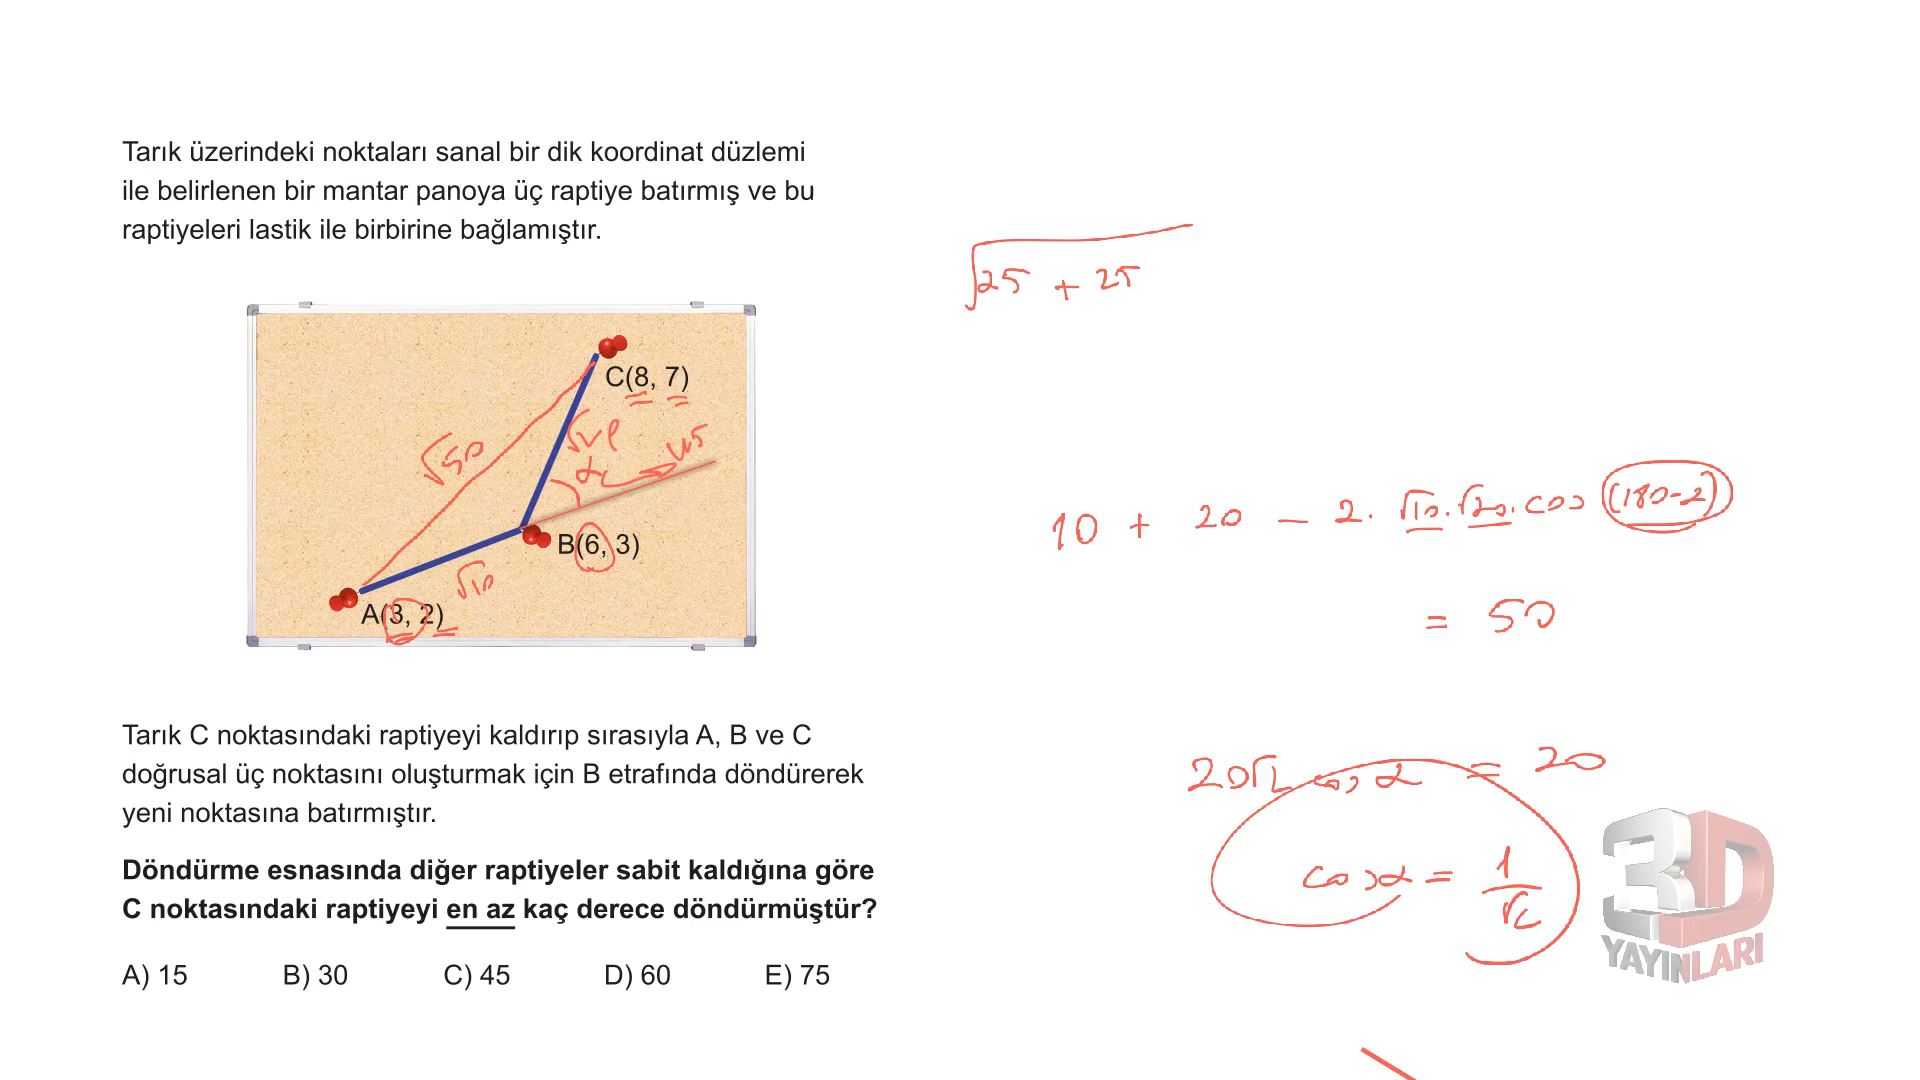 Tarık üzerindeki noktaları sanal bir dik koordinat düzlemi
ile belirlenen bir mantar panoya üç raptiye batırmış ve bu
raptiyeleri lastik ile birbirine bağlamıştır.
√25 + 25
C(8, 7)
√50
α
45
B(6, 3)
√10
A(3, 2)
10 + 20 - 2. √10.√20. cos (180-α)
= 50
Tarık C noktasındaki raptiyeyi kaldırıp sırasıyla A, B ve C
doğrusal üç noktasını oluşturmak için B etrafında döndürerek
yeni noktasına batırmıştır.
20√2 cos α = 20
Döndürme esnasında diğer raptiyeler sabit kaldığına göre
C noktasındaki raptiyeyi en az kaç derece döndürmüştür?
cos α = 1/√2
A) 15 B) 30 C) 45 D) 60 E) 75
3D
YAYINLARI